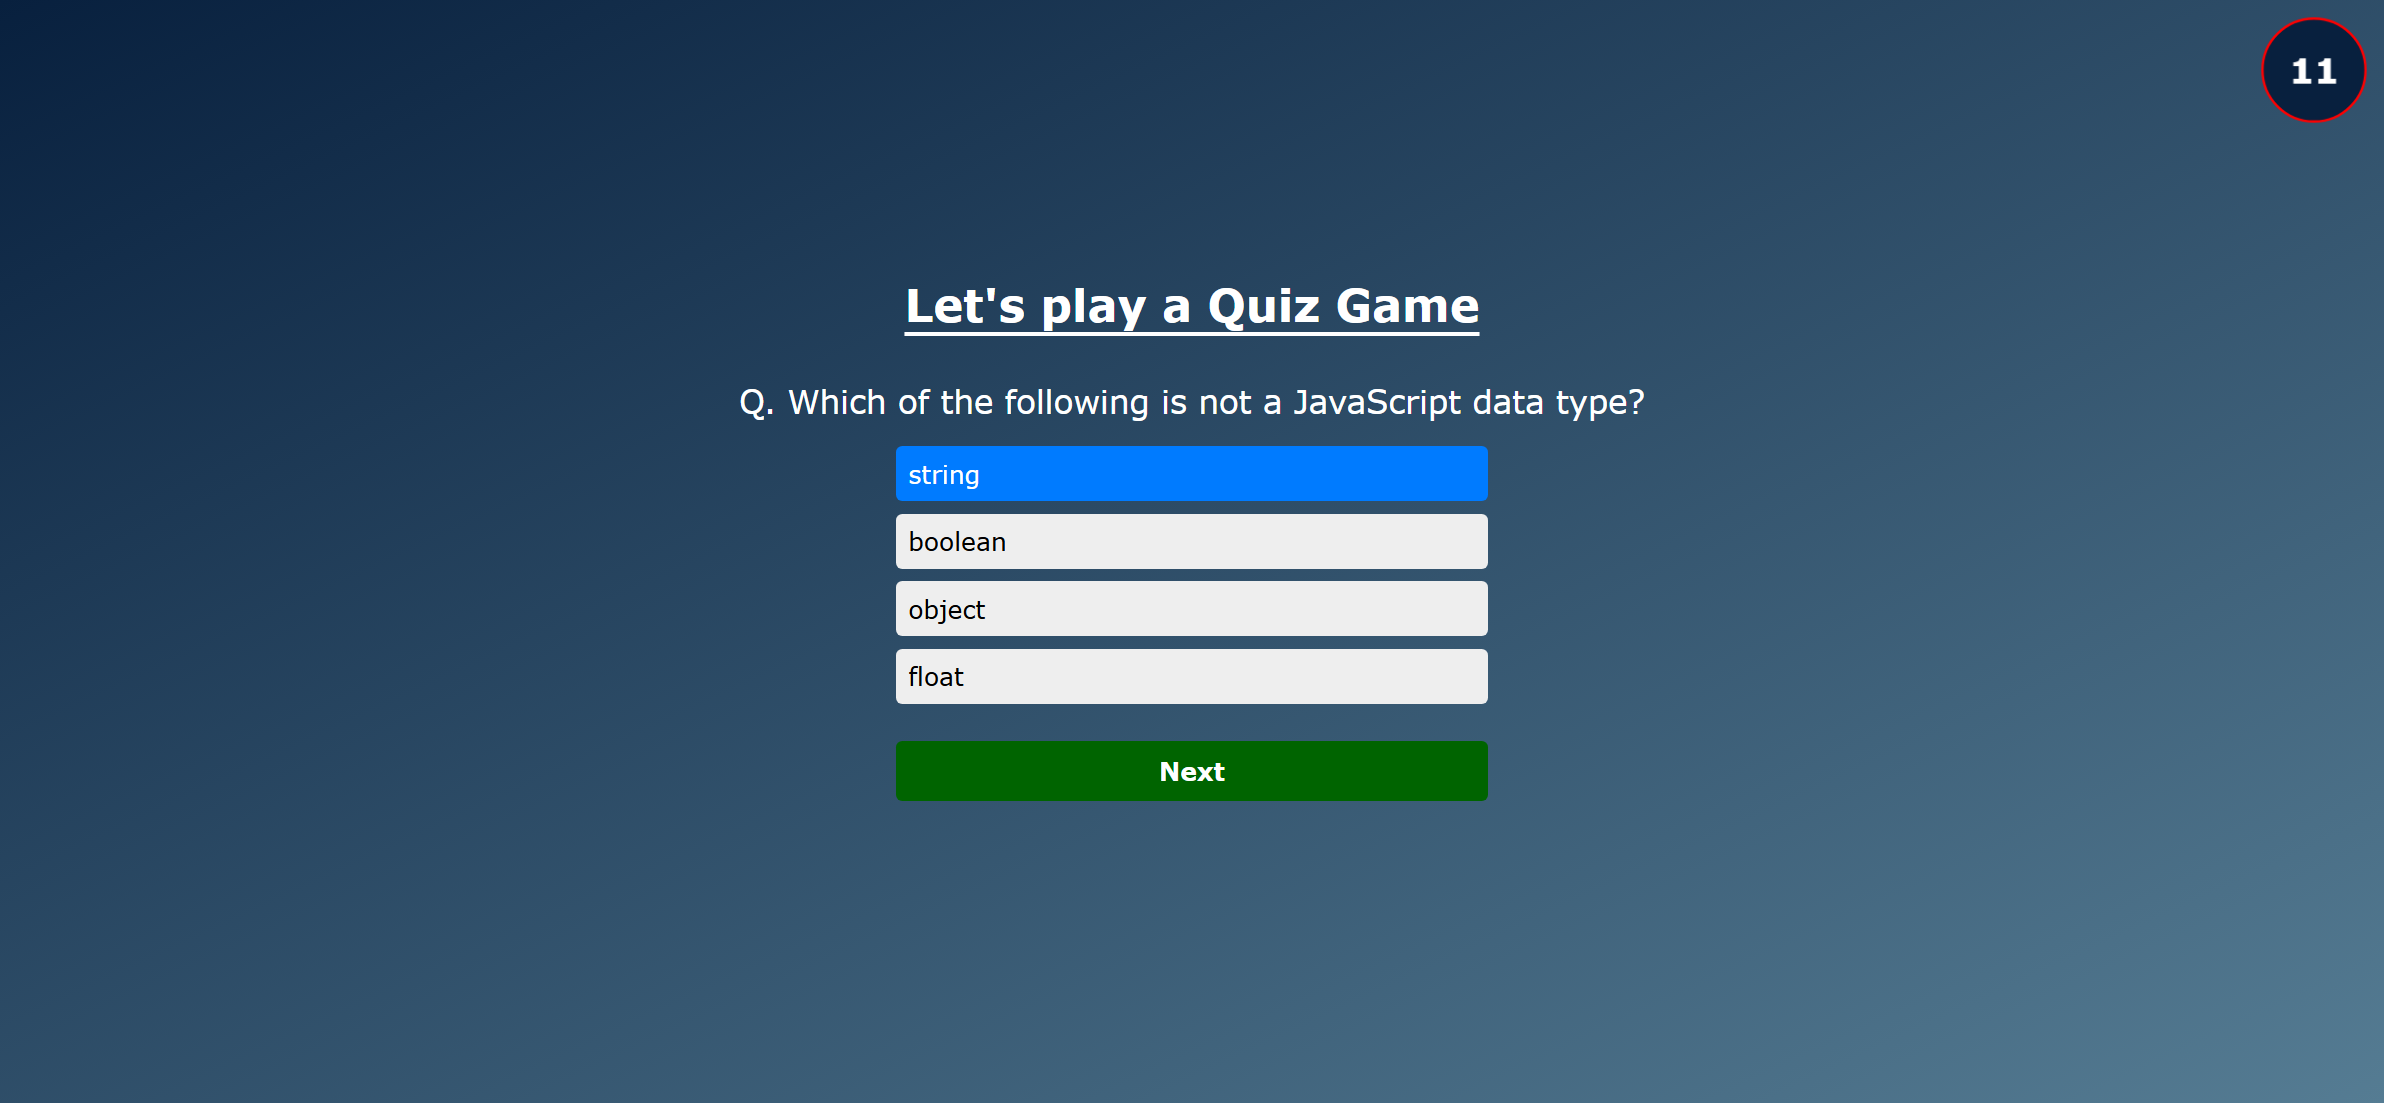 11
Let's play a Quiz Game
Q. Which of the following is not a JavaScript data type?
string
boolean
object
float
Next